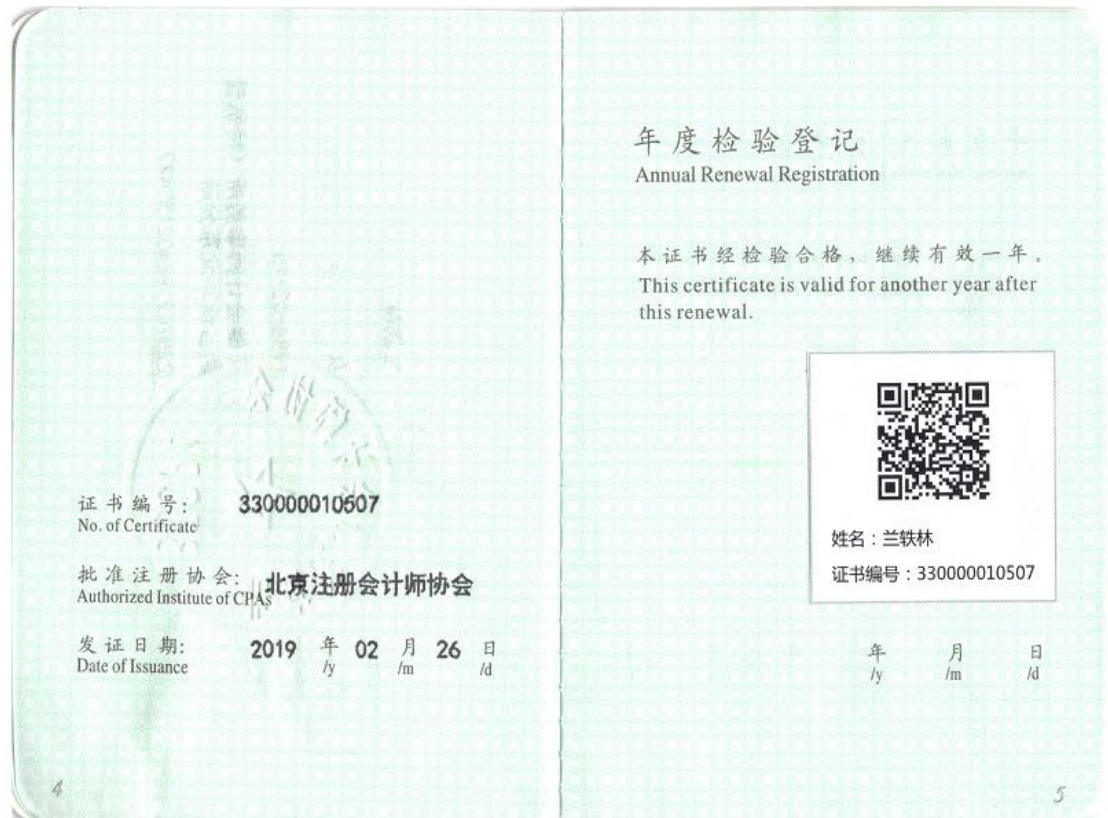 证书编号: 330000010507
No. of Certificate
批准注册协会: 北京注册会计师协会
Authorized Institute of CPAs
发证日期: 2019 年 02 月 26 日
Date of Issuance /y /m /d
4
年度检验登记
Annual Renewal Registration
本证书经检验合格，继续有效一年。
This certificate is valid for another year after
this renewal.
姓名：兰轶林
证书编号：330000010507
年 月 日
/y /m /d
5